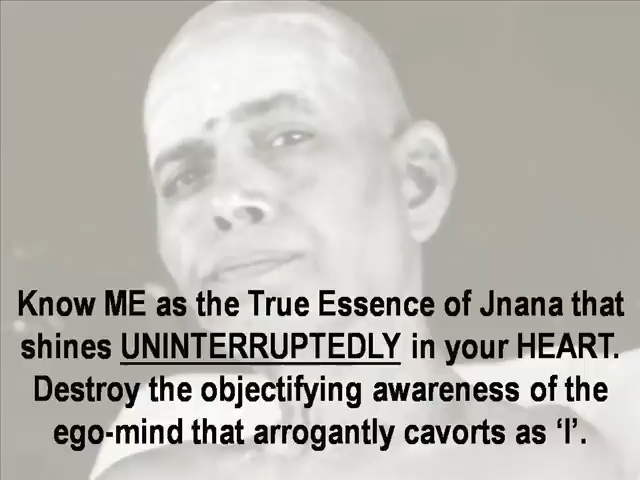 Know ME as the True Essence of Jnana that
shines UNINTERRUPTEDLY in your HEART.
Destroy the objectifying awareness of the
ego-mind that arrogantly cavorts as ‘I’.